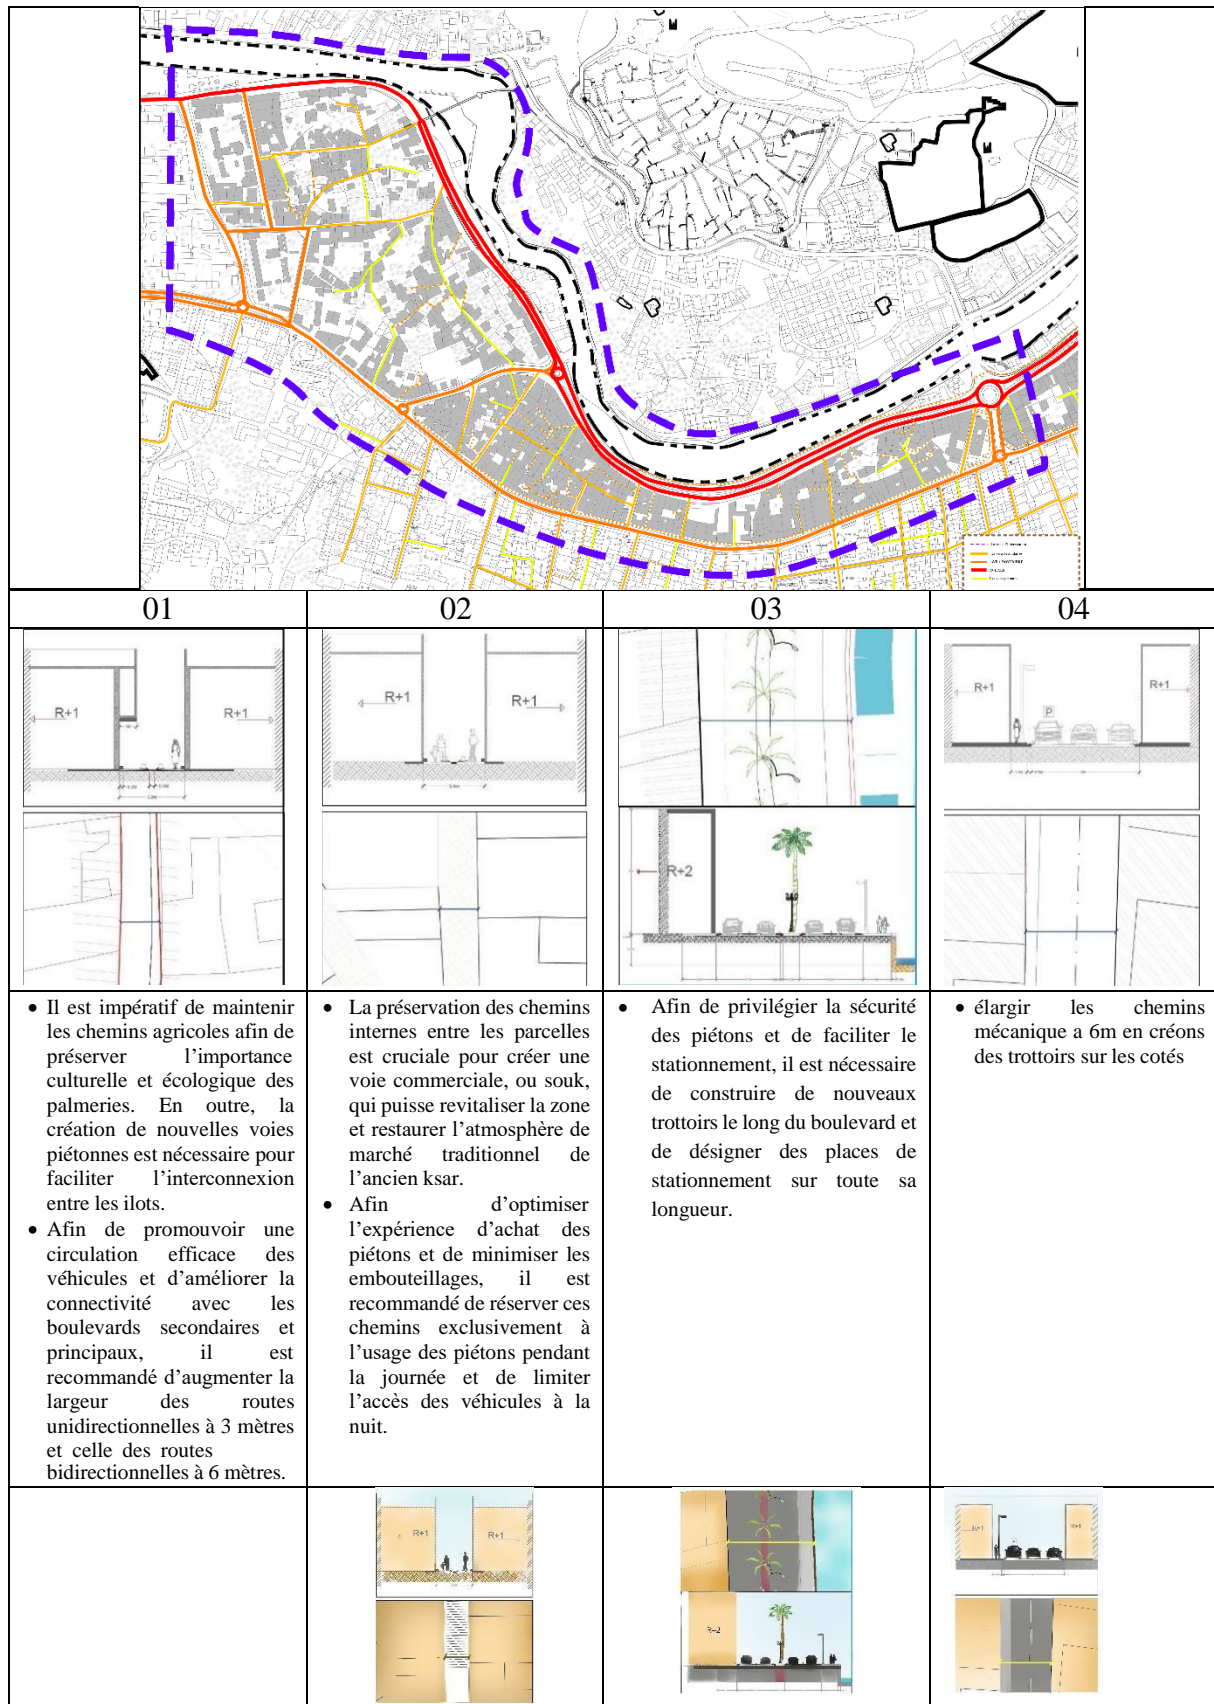 01
02
03
04
R+1
R+1
R+1
R+1
R+2
R+1
P
R+1
• Il est impératif de maintenir
les chemins agricoles afin de
préserver l’importance
culturelle et écologique des
palmeries. En outre, la
création de nouvelles voies
piétonnes est nécessaire pour
faciliter l’interconnexion
entre les ilots.
• Afin de promouvoir une
circulation efficace des
véhicules et d’améliorer la
connectivité avec les
boulevards secondaires et
principaux, il est
recommandé d’augmenter la
largeur des routes
unidirectionnelles à 3 mètres
et celle des routes
bidirectionnelles à 6 mètres.
• La préservation des chemins
internes entre les parcelles
est cruciale pour créer une
voie commerciale, ou souk,
qui puisse revitaliser la zone
et restaurer l’atmosphère de
marché traditionnel de
l’ancien ksar.
• Afin d’optimiser
l’expérience d’achat des
piétons et de minimiser les
embouteillages, il est
recommandé de réserver ces
chemins exclusivement à
l’usage des piétons pendant
la journée et de limiter
l’accès des véhicules à la
nuit.
• Afin de privilégier la sécurité
des piétons et de faciliter le
stationnement, il est nécessaire
de construire de nouveaux
trottoirs le long du boulevard et
de désigner des places de
stationnement sur toute sa
longueur.
• élargir les chemins
mécanique a 6m en créons
des trottoirs sur les cotés
R+1
R+1
R+2
R+1
R+1